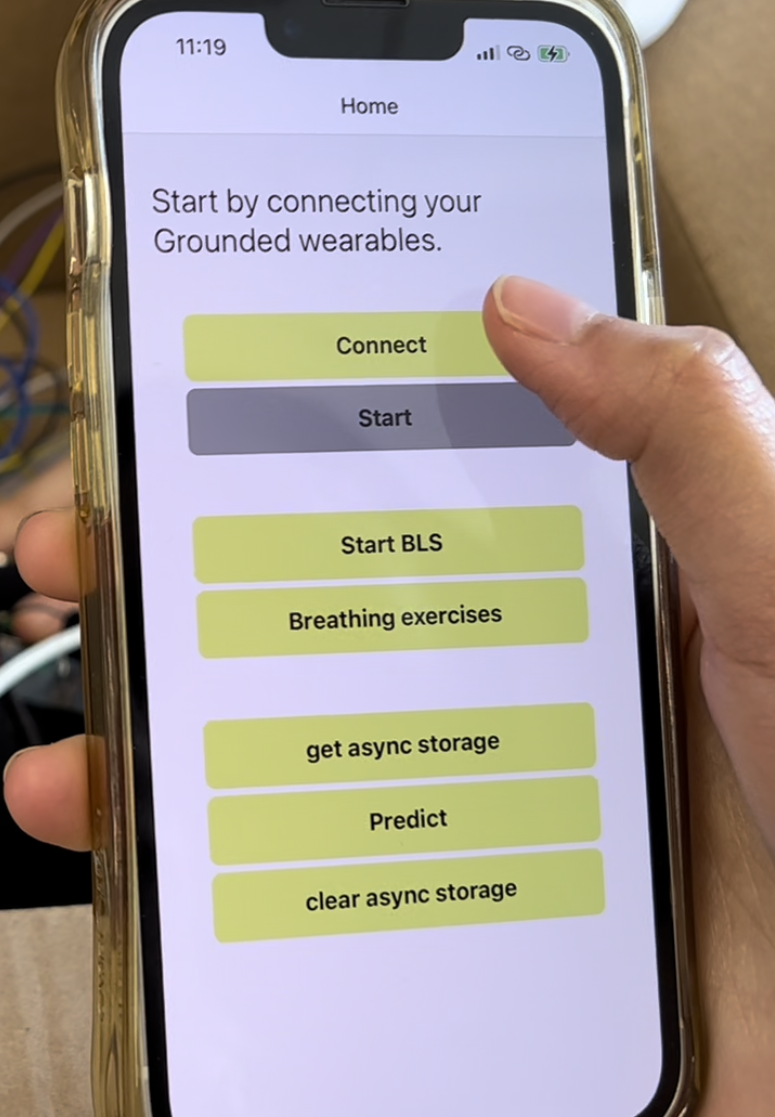 11:19
Home
Start by connecting your
Grounded wearables.
Connect
Start
Start BLS
Breathing exercises
get async storage
Predict
clear async storage